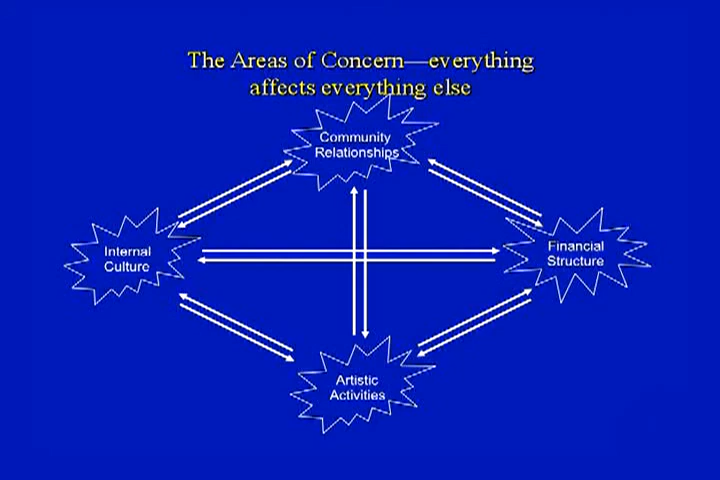 The Areas of Concern—everything
affects everything else
Community
Relationships
Internal
Culture
Financial
Structure
Artistic
Activities